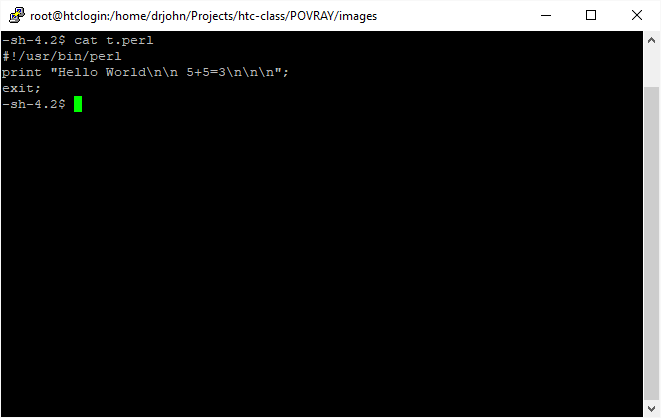 root@htclogin:/home/drjohn/Projects/htc-class/POVRAY/images
-sh-4.2$ cat t.perl
#!/usr/bin/perl
print "Hello World\n\n 5+5=3\n\n\n";
exit;
-sh-4.2$